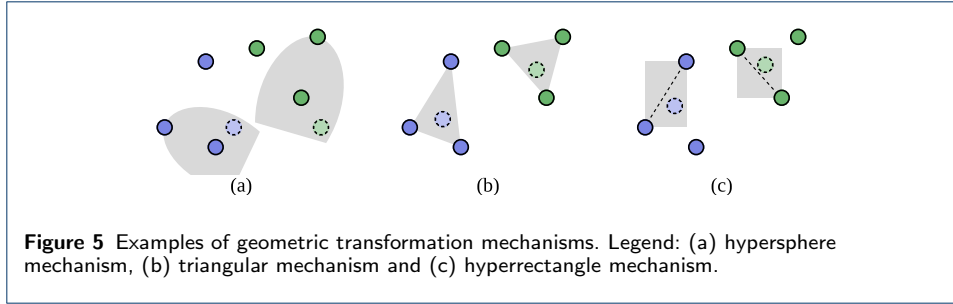 (a) (b) (c)
Figure 5 Examples of geometric transformation mechanisms. Legend: (a) hypersphere
mechanism, (b) triangular mechanism and (c) hyperrectangle mechanism.